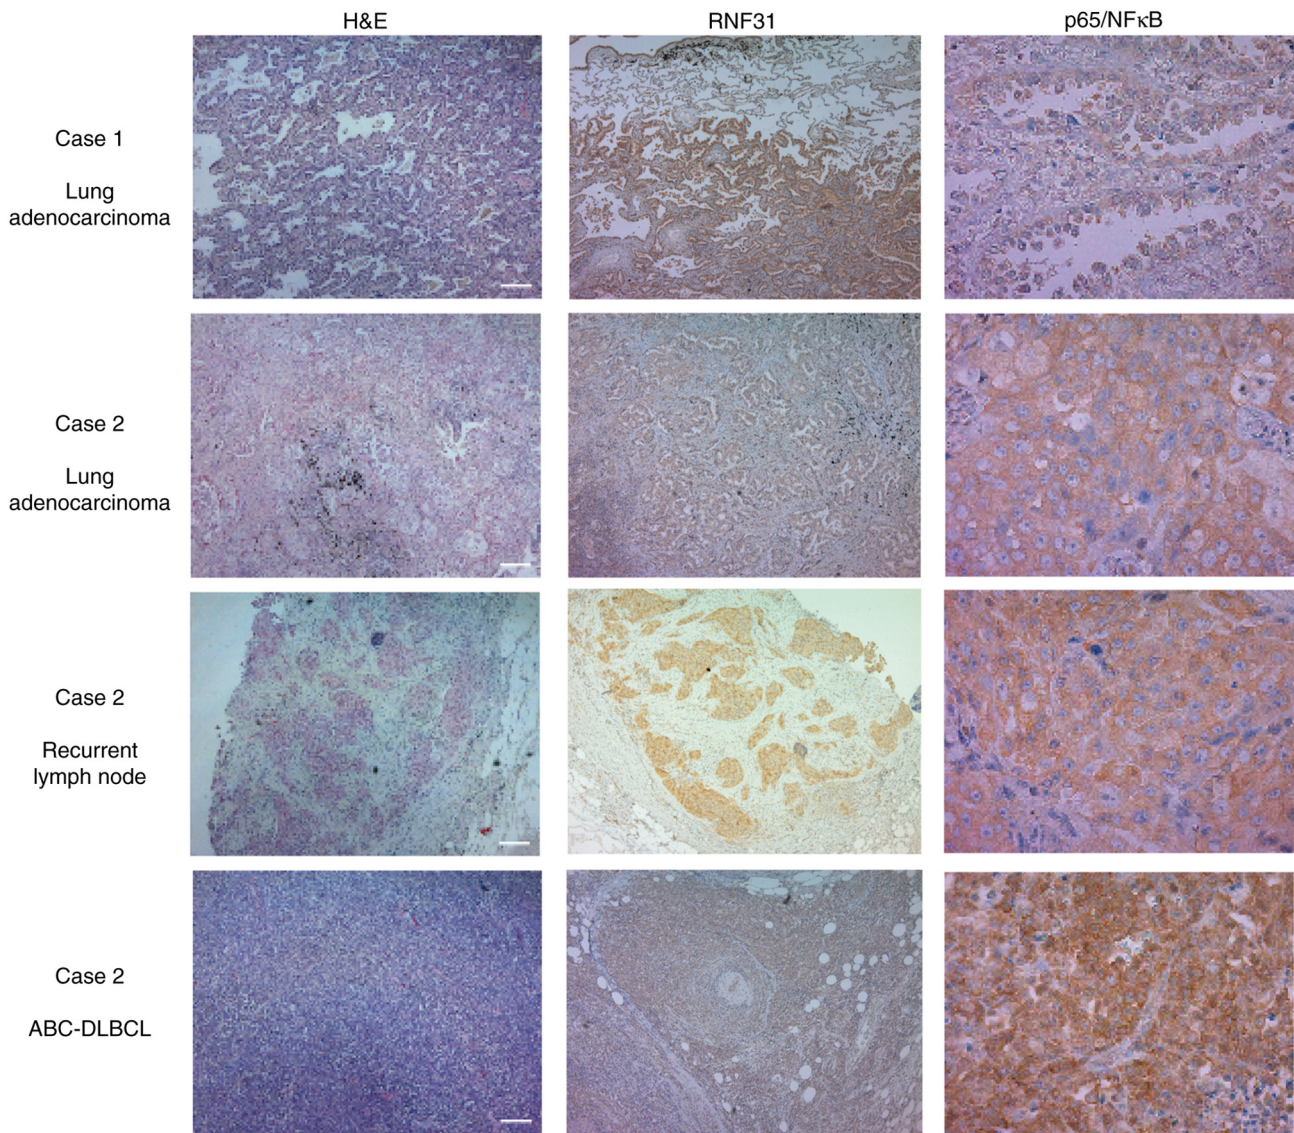 H&E
RNF31
p65/NFκB
Case 1
Lung
adenocarcinoma
Case 2
Lung
adenocarcinoma
Case 2
Recurrent
lymph node
Case 2
ABC-DLBCL